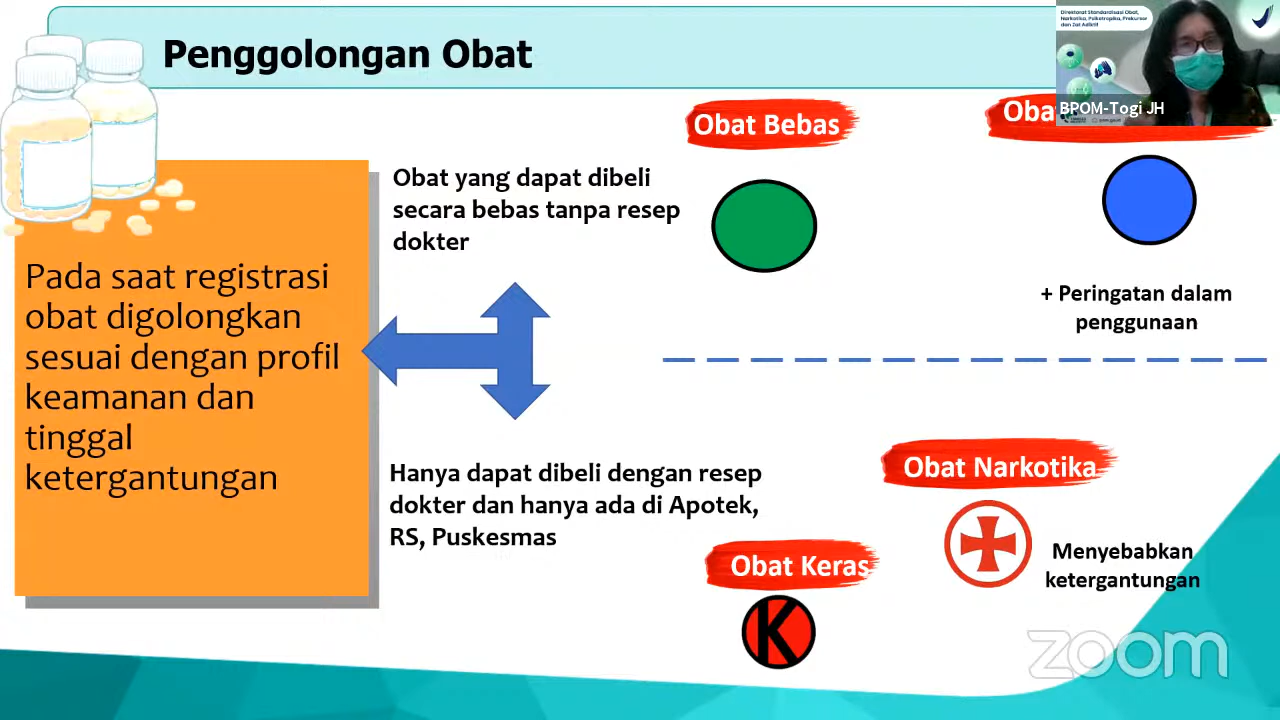 Penggolongan Obat
Direktorat Standardisasi Obat,
Narkotika, Psikotropika, Prekursor
dan Zat Adiktif
BPOM-Togi JH
Obat Bebas
Obat yang dapat dibeli
secara bebas tanpa resep
dokter
+ Peringatan dalam
penggunaan
Pada saat registrasi
obat digolongkan
sesuai dengan profil
keamanan dan
tinggal
ketergantungan
Hanya dapat dibeli dengan resep
dokter dan hanya ada di Apotek,
RS, Puskesmas
Obat Narkotika
Menyebabkan
ketergantungan
Obat Keras
K
zoom